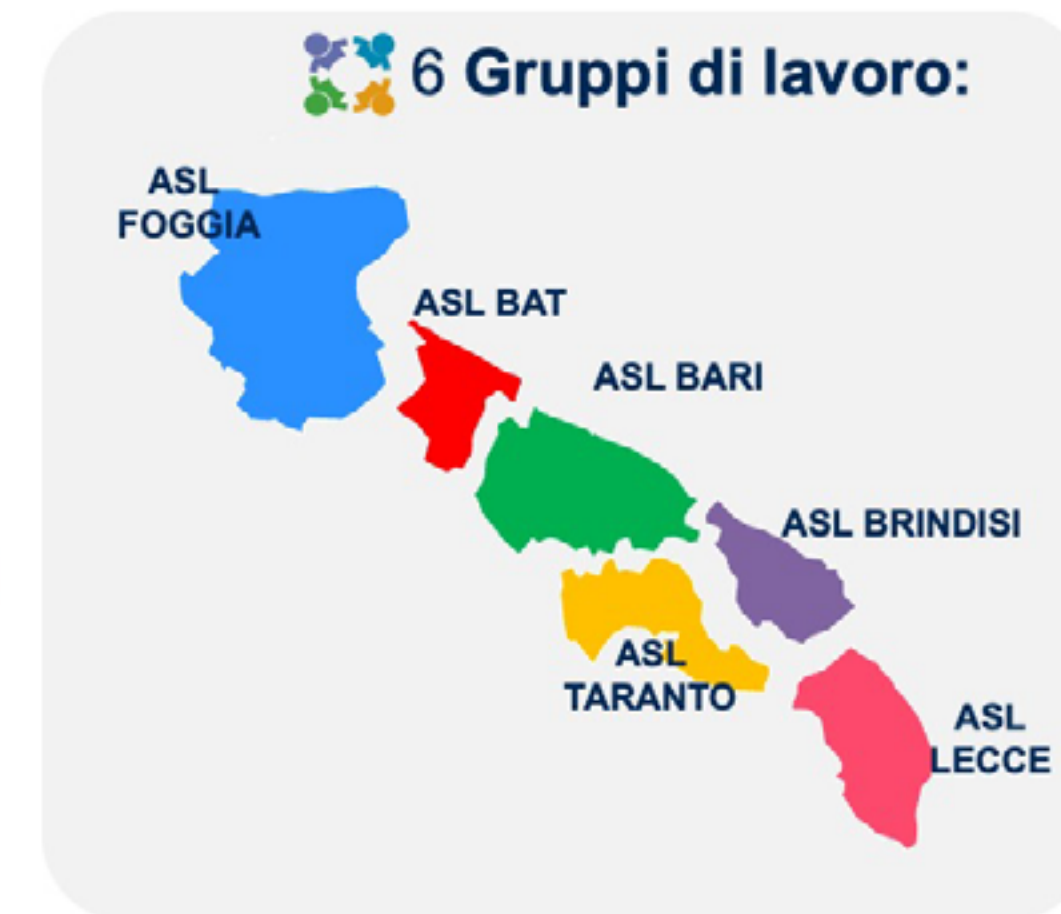 6 Gruppi di lavoro:
ASL
FOGGIA
ASL BAT
ASL BARI
ASL BRINDISI
ASL
TARANTO
ASL
LECCE